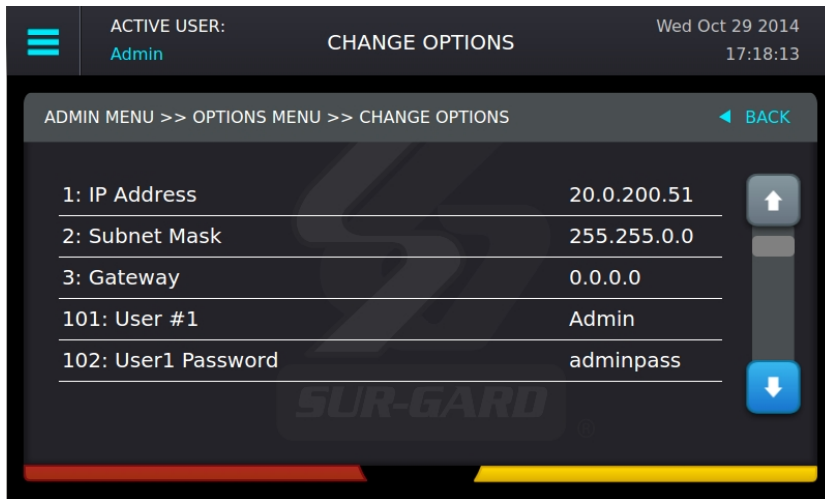 ACTIVE USER:
Admin
CHANGE OPTIONS
Wed Oct 29 2014
17:18:13
ADMIN MENU >> OPTIONS MENU >> CHANGE OPTIONS
BACK
1: IP Address 20.0.200.51
2: Subnet Mask 255.255.0.0
3: Gateway 0.0.0.0
101: User #1 Admin
102: User1 Password adminpass
SUR-GARD ®